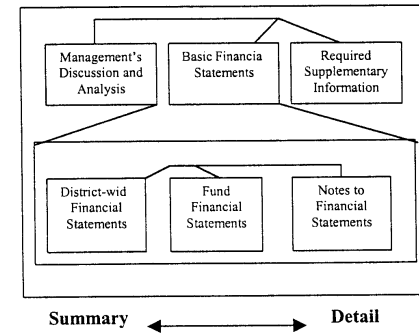 Management's
Discussion and
Analysis
Basic Financia
Statements
Required
Supplementary
Information
District-wid
Financial
Statements
Fund
Financial
Statements
Notes to
Financial
Statements
Summary
Detail